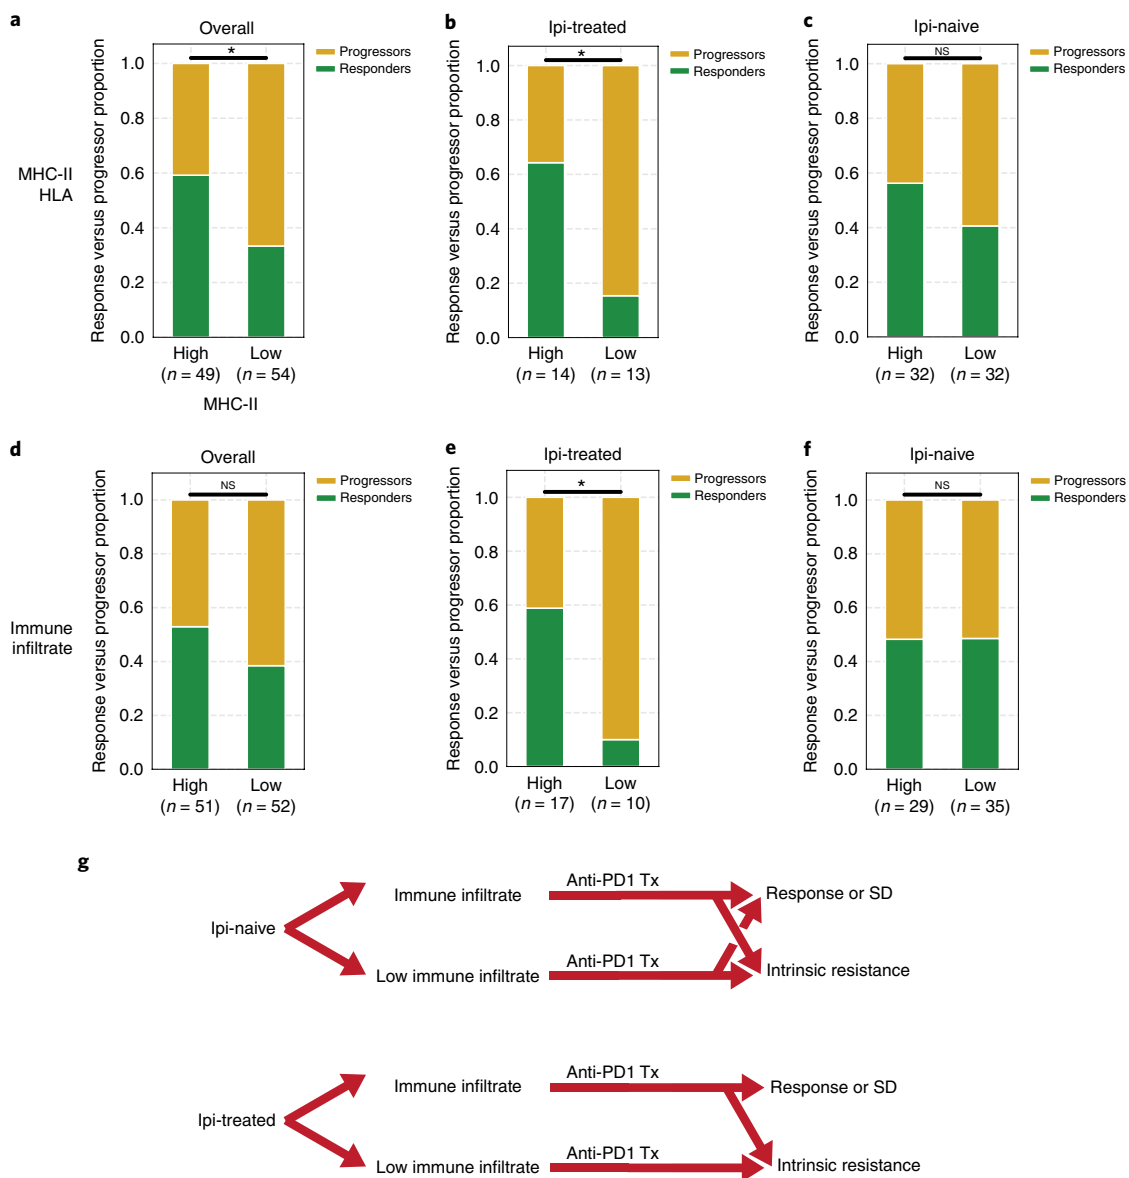 a
Overall
*
Progressors
Responders
Response versus progressor proportion
1.0
0.8
0.6
0.4
0.2
0.0
High
(n = 49)
Low
(n = 54)
MHC-II
MHC-II
HLA
b
Ipi-treated
*
Progressors
Responders
Response versus progressor proportion
1.0
0.8
0.6
0.4
0.2
0.0
High
(n = 14)
Low
(n = 13)
c
Ipi-naive
NS
Progressors
Responders
Response versus progressor proportion
1.0
0.8
0.6
0.4
0.2
0.0
High
(n = 32)
Low
(n = 32)
d
Overall
NS
Progressors
Responders
Response versus progressor proportion
1.0
0.8
0.6
0.4
0.2
0.0
High
(n = 51)
Low
(n = 52)
Immune
infiltrate
e
Ipi-treated
*
Progressors
Responders
Response versus progressor proportion
1.0
0.8
0.6
0.4
0.2
0.0
High
(n = 17)
Low
(n = 10)
f
Ipi-naive
NS
Progressors
Responders
Response versus progressor proportion
1.0
0.8
0.6
0.4
0.2
0.0
High
(n = 29)
Low
(n = 35)
g
Ipi-naive
Immune infiltrate
Anti-PD1 Tx
Response or SD
Low immune infiltrate
Anti-PD1 Tx
Intrinsic resistance
Ipi-treated
Immune infiltrate
Anti-PD1 Tx
Response or SD
Low immune infiltrate
Anti-PD1 Tx
Intrinsic resistance